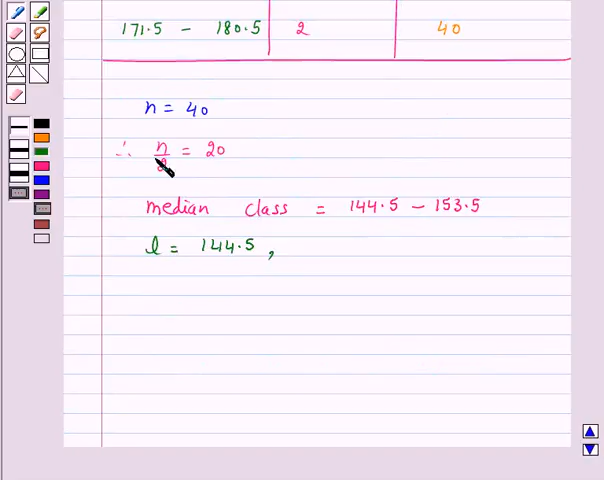 171.5 - 180.5 2 40
n = 40
∴ n/2 = 20
median class = 144.5 - 153.5
l = 144.5 ,